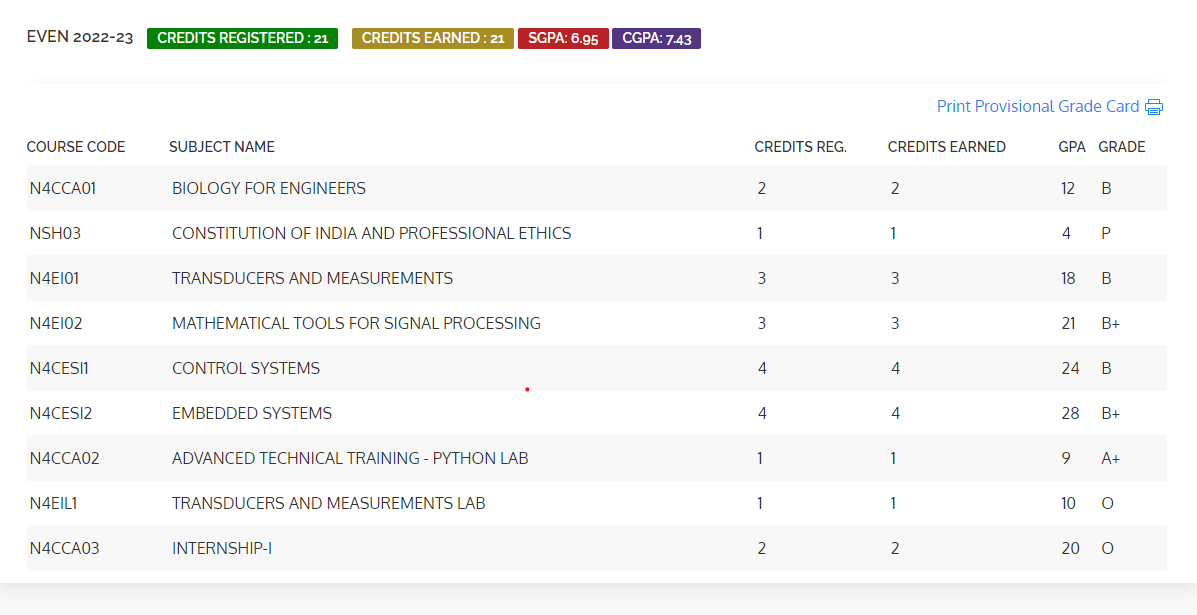 EVEN 2022-23 CREDITS REGISTERED : 21 CREDITS EARNED : 21 SGPA: 6.95 CGPA: 7.43
Print Provisional Grade Card
COURSE CODE SUBJECT NAME CREDITS REG. CREDITS EARNED GPA GRADE
N4CCA01 BIOLOGY FOR ENGINEERS 2 2 12 B
NSH03 CONSTITUTION OF INDIA AND PROFESSIONAL ETHICS 1 1 4 P
N4EI01 TRANSDUCERS AND MEASUREMENTS 3 3 18 B
N4EI02 MATHEMATICAL TOOLS FOR SIGNAL PROCESSING 3 3 21 B+
N4CESI1 CONTROL SYSTEMS 4 4 24 B
N4CESI2 EMBEDDED SYSTEMS 4 4 28 B+
N4CCA02 ADVANCED TECHNICAL TRAINING - PYTHON LAB 1 1 9 A+
N4EIL1 TRANSDUCERS AND MEASUREMENTS LAB 1 1 10 O
N4CCA03 INTERNSHIP-I 2 2 20 O